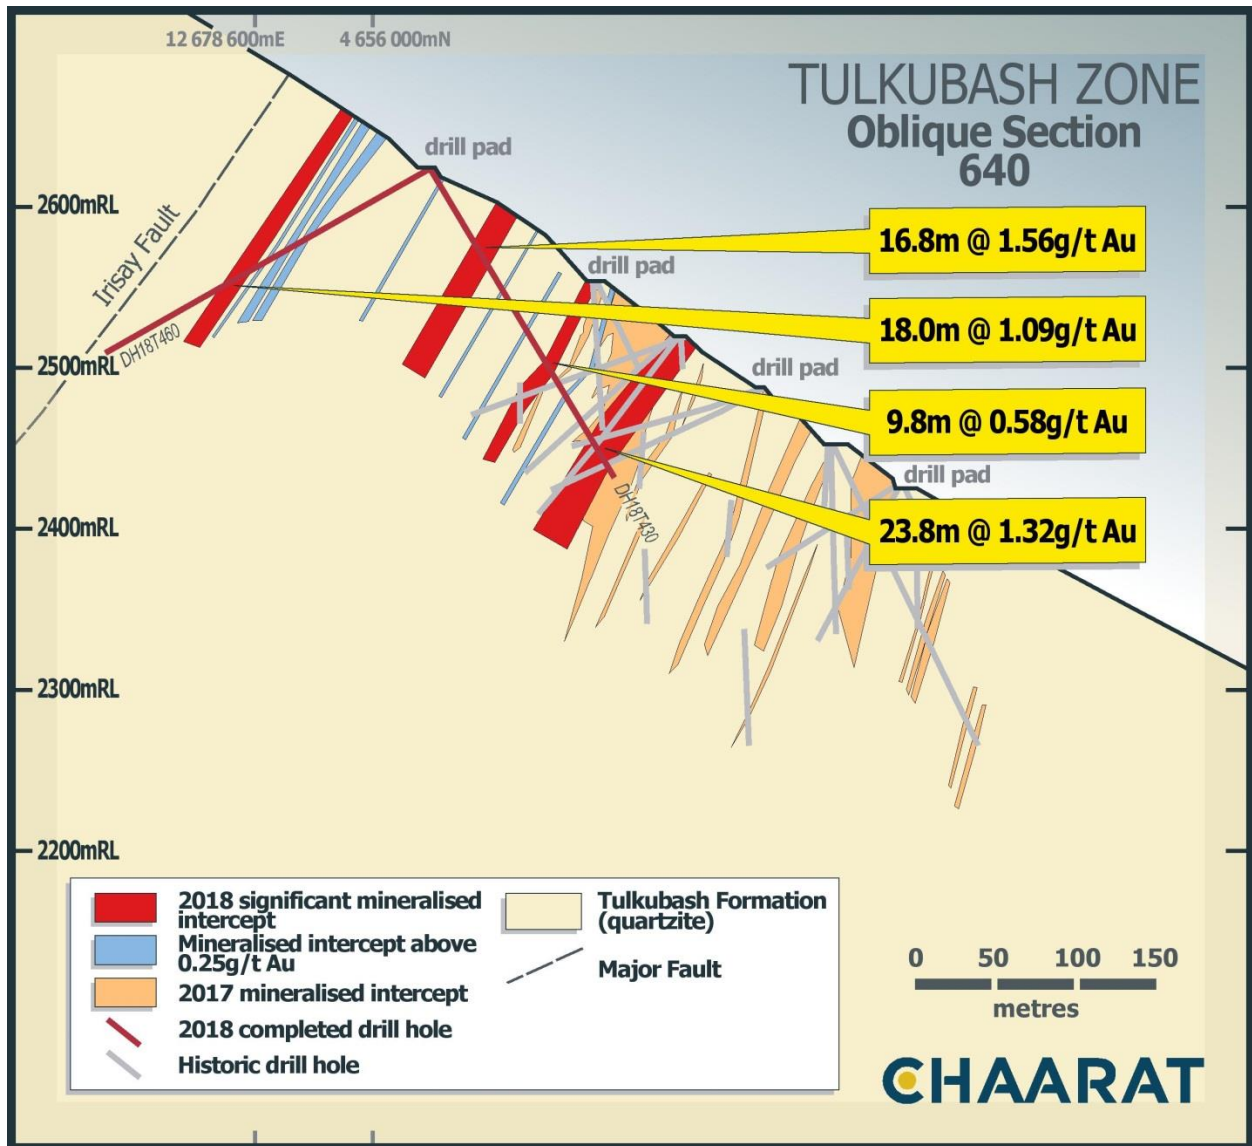 12 678 600mE
4 656 000mN
TULKUBASH ZONE
Oblique Section
640
drill pad
2600mRL
16.8m @ 1.56g/t Au
Irisay Fault
drill pad
18.0m @ 1.09g/t Au
DH18T460
2500mRL
drill pad
9.8m @ 0.58g/t Au
drill pad
DH18T430
2400mRL
23.8m @ 1.32g/t Au
2300mRL
2200mRL
2018 significant mineralised
intercept
Mineralised intercept above
0.25g/t Au
2017 mineralised intercept
2018 completed drill hole
Historic drill hole
Tulkubash Formation
(quartzite)
Major Fault
0 50 100 150
metres
CHAARAT